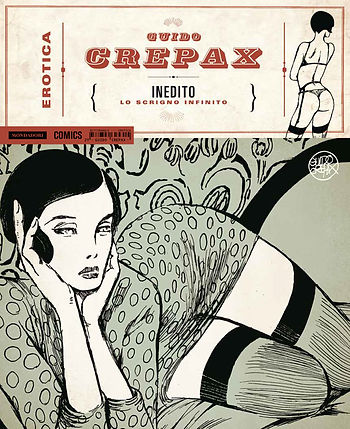 EROTICA
GUIDO
CREPAX
INEDITO
LO SCRIGNO INFINITO
MONDADORI
COMICS